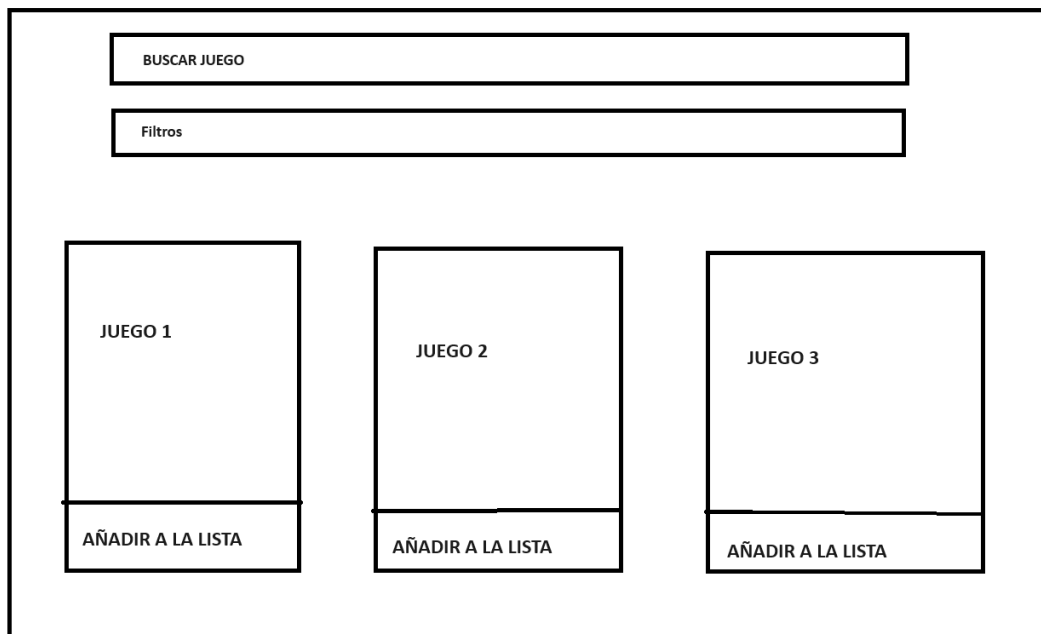 BUSCAR JUEGO
Filtros
JUEGO 1
JUEGO 2
JUEGO 3
AÑADIR A LA LISTA
AÑADIR A LA LISTA
AÑADIR A LA LISTA